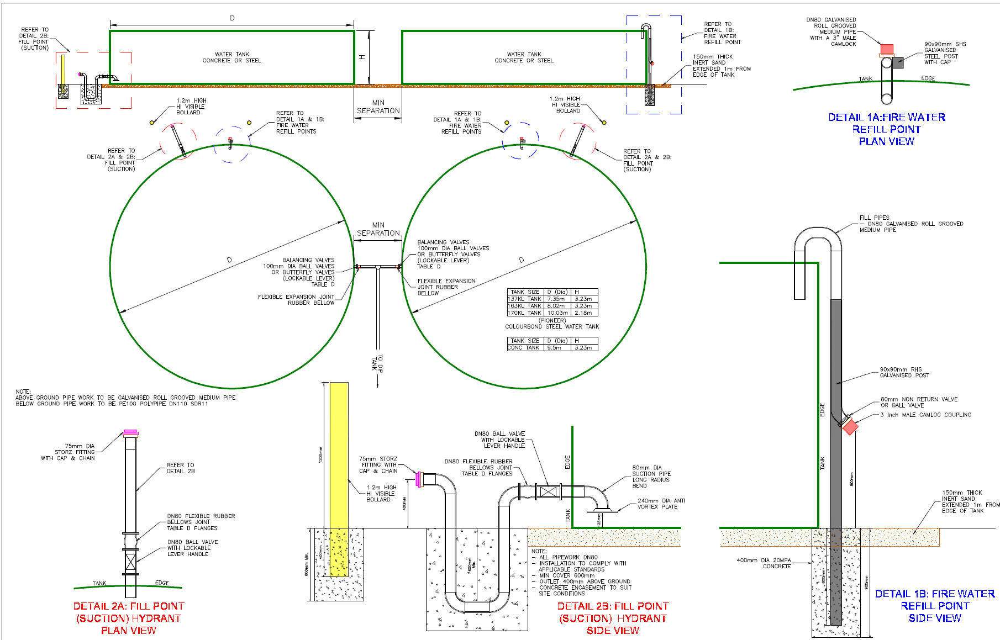 D
REFER TO
DETAIL 2B:
FILL POINT
(SUCTION)
WATER TANK
CONCRETE OR STEEL
H
WATER TANK
CONCRETE OR STEEL
REFER TO
DETAIL 1B:
FIRE WATER
REFILL POINT
150mm THICK
INERT SAND
EXTENDED 1m FROM
EDGE OF TANK
DN80 GALVANISED
ROLL GROOVED
MEDIUM PIPE
WITH A 3" MALE
CAMLOCK
90x90mm SHS
GALVANISED
STEEL POST
WITH CAP
TANK
EDGE
DETAIL 1A:FIRE WATER
REFILL POINT
PLAN VIEW
MIN
SEPARATION
1.2m HIGH
HI VISIBLE
BOLLARD
REFER TO
DETAIL 1A & 1B:
FIRE WATER
REFILL POINTS
REFER TO
DETAIL 1A & 1B:
FIRE WATER
REFILL POINTS
1.2m HIGH
HI VISIBLE
BOLLARD
REFER TO
DETAIL 2A & 2B:
FILL POINT
(SUCTION)
REFER TO
DETAIL 2A & 2B:
FILL POINT
(SUCTION)
D
MIN
SEPARATION
D
BALANCING VALVES
100mm DIA BALL VALVES
OR BUTTERFLY VALVES
(LOCKABLE LEVER)
TABLE D
BALANCING VALVES
100mm DIA BALL VALVES
OR BUTTERFLY VALVES
(LOCKABLE LEVER)
TABLE D
FLEXIBLE EXPANSION JOINT
RUBBER BELLOW
FLEXIBLE EXPANSION
JOINT RUBBER
BELLOW
TO DIP
TANK
TANK SIZE D (Dia) H
137KL TANK 7.35m 3.23m
163KL TANK 8.02m 3.23m
170KL TANK 10.03m 2.18m
(PIONEER)
COLOURBOND STEEL WATER TANK
TANK SIZE D (Dia) H
CONC TANK 9.5m 3.23m
FILL PIPES
- DN80 GALVANISED ROLL GROOVED
MEDIUM PIPE
90x90mm RHS
GALVANISED POST
80mm NON RETURN VALVE
OR BALL VALVE
3 Inch MALE CAMLOC COUPLING
EDGE
TANK
800mm
150mm THICK
INERT SAND
EXTENDED 1m FROM
EDGE OF TANK
400mm DIA 20MPA
CONCRETE
800mm
900mm
DETAIL 1B: FIRE WATER
REFILL POINT
SIDE VIEW
NOTE:
ABOVE GROUND PIPE WORK TO BE GALVANISED ROLL GROOVED MEDIUM PIPE
BELOW GROUND PIPE WORK TO BE PE100 POLYPIPE DN110 SDR11
75mm DIA
STORZ FITTING
WITH CAP & CHAIN
REFER TO
DETAIL 2B
DN80 FLEXIBLE RUBBER
BELLOWS JOINT
TABLE D FLANGES
DN80 BALL VALVE
WITH LOCKABLE
LEVER HANDLE
TANK
EDGE
DETAIL 2A: FILL POINT
(SUCTION) HYDRANT
PLAN VIEW
1200mm
400mm
600mm Min.
1.2m HIGH
HI VISIBLE
BOLLARD
75mm STORZ
FITTING WITH
CAP & CHAIN
400mm
DN80 BALL VALVE
WITH LOCKABLE
LEVER HANDLE
DN80 FLEXIBLE RUBBER
BELLOWS JOINT
TABLE D FLANGES
EDGE
TANK
80mm DIA
SUCTION PIPE
LONG RADIUS
BEND
240mm DIA ANTI
VORTEX PLATE
125mm
600mm
Min.
NOTE:
- ALL PIPEWORK DN80
- INSTALLATION TO COMPLY WITH
APPLICABLE STANDARDS
- MIN COVER 600mm
- OUTLET 400mm ABOVE GROUND
- CONCRETE ENCASEMENT TO SUIT
SITE CONDITIONS
DETAIL 2B: FILL POINT
(SUCTION) HYDRANT
SIDE VIEW